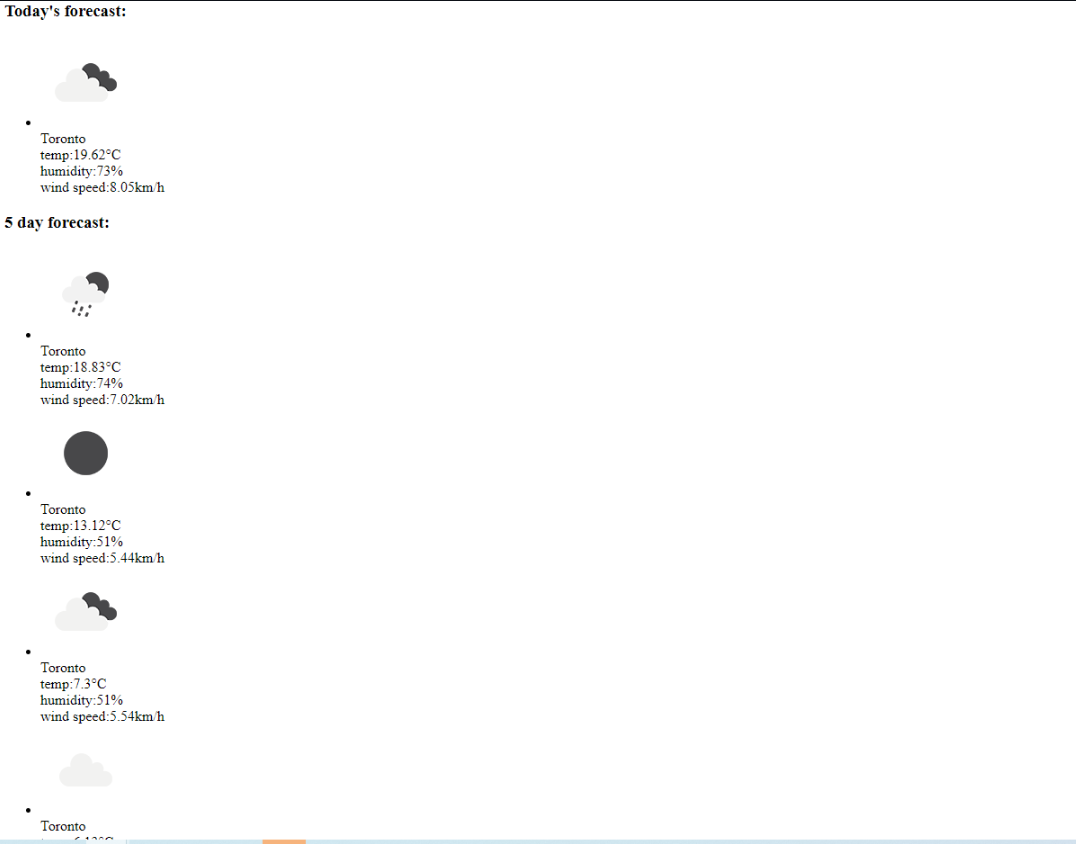 Today's forecast:
Toronto
temp:19.62°C
humidity:73%
wind speed:8.05km/h
5 day forecast:
Toronto
temp:18.83°C
humidity:74%
wind speed:7.02km/h
Toronto
temp:13.12°C
humidity:51%
wind speed:5.44km/h
Toronto
temp:7.3°C
humidity:51%
wind speed:5.54km/h
Toronto